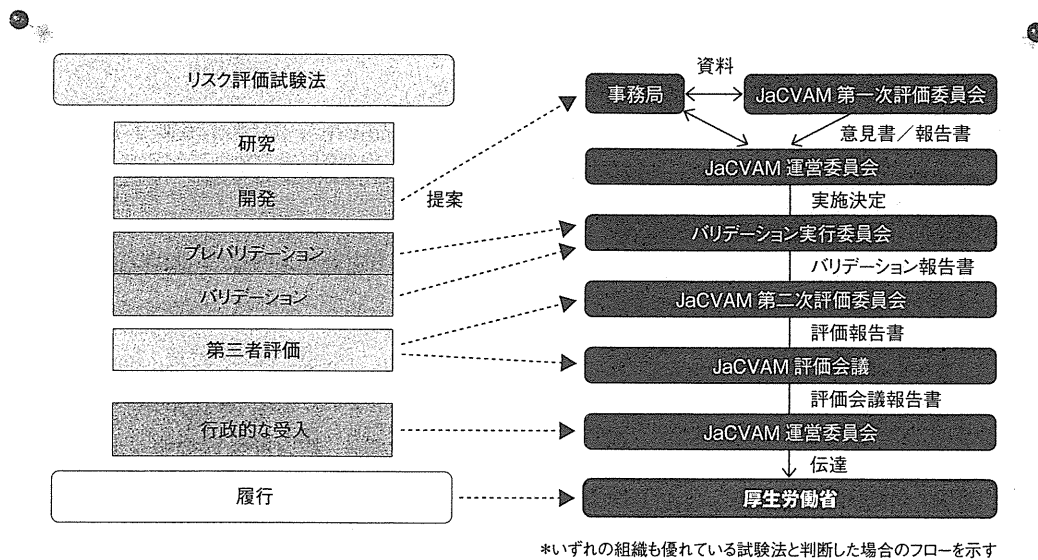 リスク評価試験法
研究
開発
プレバリデーション
バリデーション
第三者評価
行政的な受入
履行
提案
資料
事務局
JaCVAM 第一次評価委員会
意見書／報告書
JaCVAM 運営委員会
実施決定
バリデーション実行委員会
バリデーション報告書
JaCVAM 第二次評価委員会
評価報告書
JaCVAM 評価会議
評価会議報告書
JaCVAM 運営委員会
伝達
厚生労働省
*いずれの組織も優れている試験法と判断した場合のフローを示す